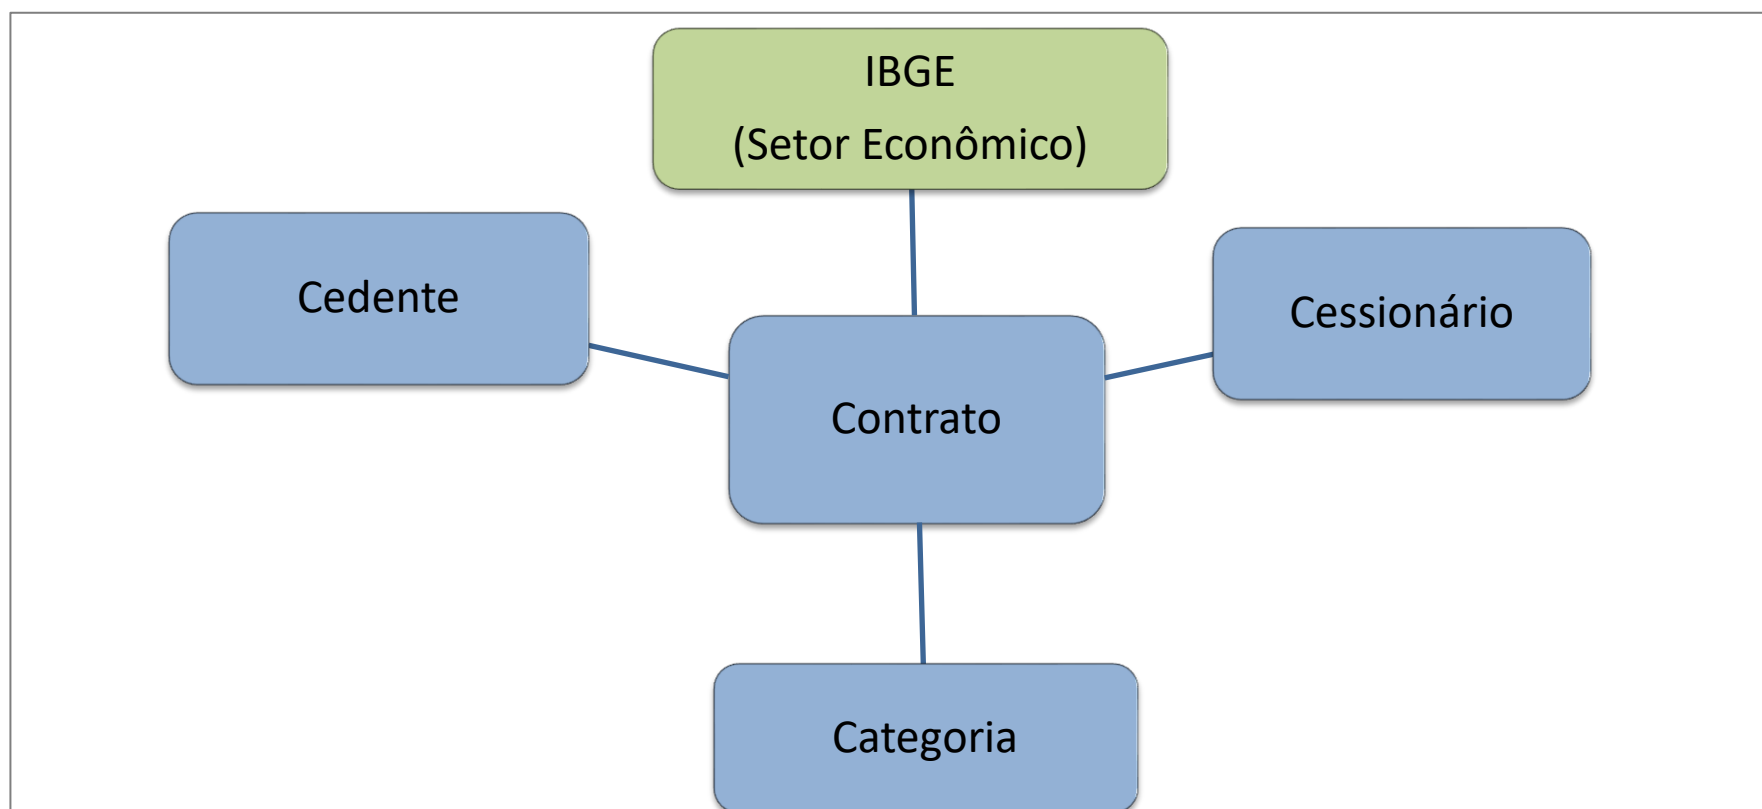 IBGE
(Setor Econômico)
Cedente
Cessionário
Contrato
Categoria